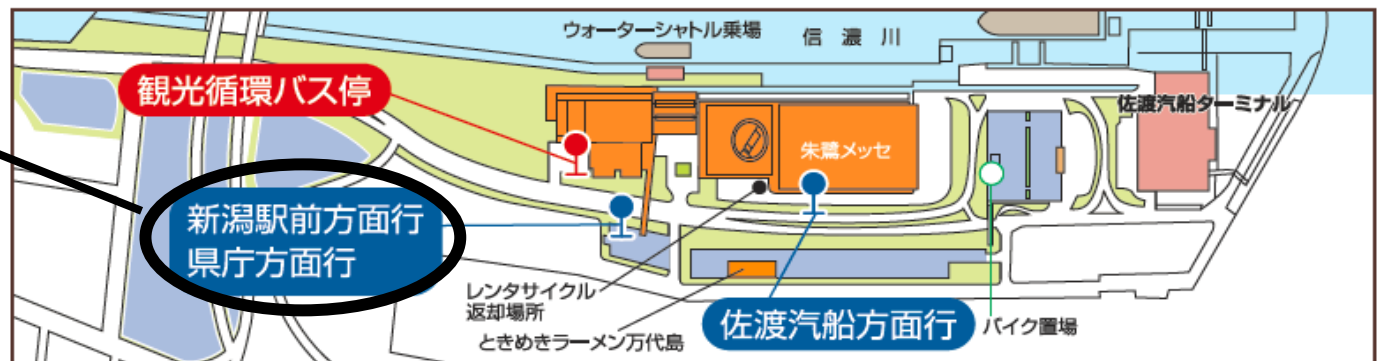 ウォーターシャトル乗場
信濃川
観光循環バス停
佐渡汽船ターミナル
朱鷺メッセ
新潟駅前方面行
県庁方面行
レンタサイクル
返却場所
ときめきラーメン万代島
佐渡汽船方面行
バイク置場